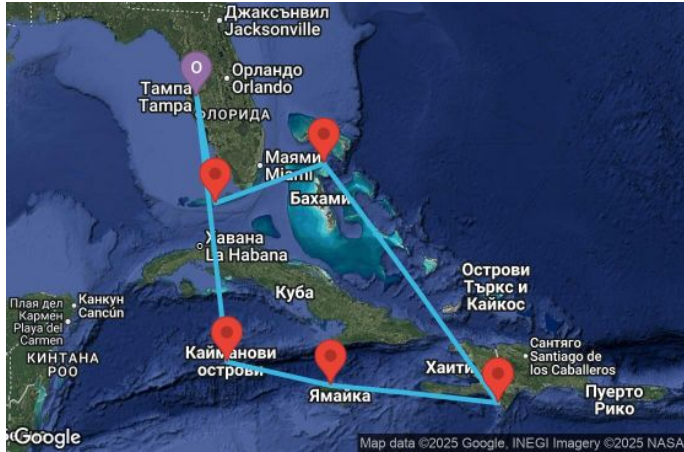 Джаксънвил
Jacksonville
O
Орландо
Orlando
Тампа
Tampa
ФЛОРИДА
Маями
Miami
Бахами
Хавана
La Habana
Куба
Острови
Търкс и
Кайкос
Плая дел
Кармен
Playa del
Carmen
Канкун
Cancún
КИНТАНА
РОО
Кайманови
острови
Ямайка
Хаити
Сантяго
Santiago de
los Caballeros
Пуерто
Рико
Google
Map data ©2025 Google, INEGI Imagery ©2025 NASA